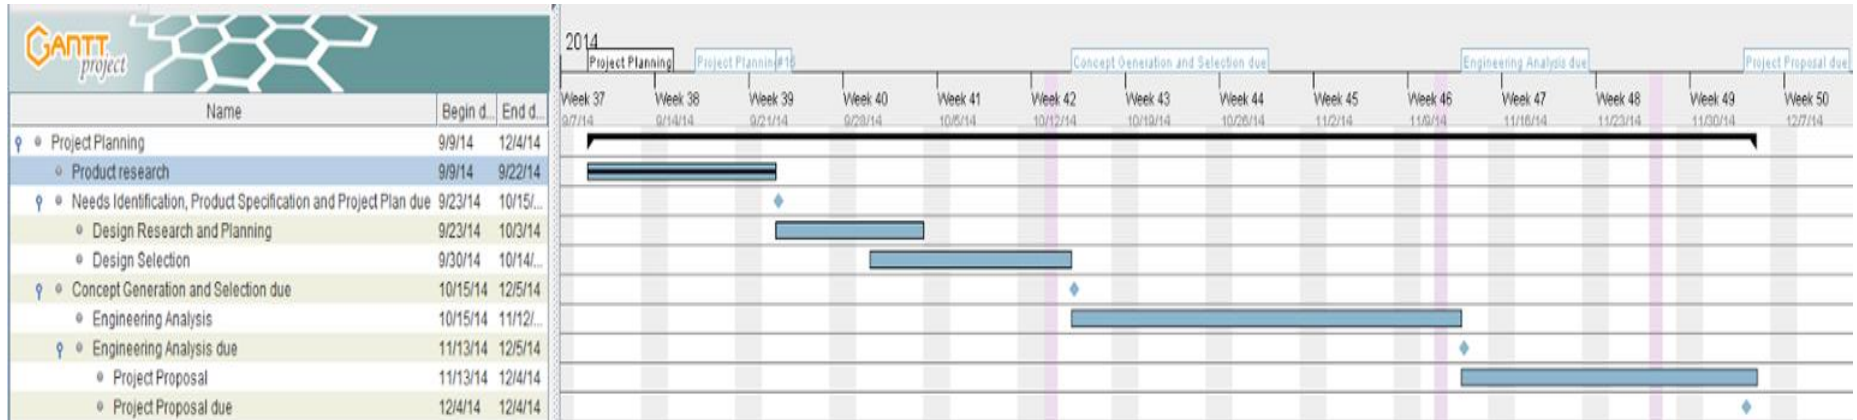 GANTT
project
2014
Project Planning Project Plannin #16 Concept Generation and Selection due Engineering Analysis due Project Proposal due
Name Begin d... End d...
Week 37 Week 38 Week 39 Week 40 Week 41 Week 42 Week 43 Week 44 Week 45 Week 46 Week 47 Week 48 Week 49 Week 50
9/7/14 9/14/14 9/21/14 9/28/14 10/5/14 10/12/14 10/19/14 10/26/14 11/2/14 11/9/14 11/16/14 11/23/14 11/30/14 12/7/14
Project Planning 9/9/14 12/4/14
Product research 9/9/14 9/22/14
Needs Identification, Product Specification and Project Plan due 9/23/14 10/15/...
Design Research and Planning 9/23/14 10/3/14
Design Selection 9/30/14 10/14/...
Concept Generation and Selection due 10/15/14 12/5/14
Engineering Analysis 10/15/14 11/12/...
Engineering Analysis due 11/13/14 12/5/14
Project Proposal 11/13/14 12/4/14
Project Proposal due 12/4/14 12/4/14